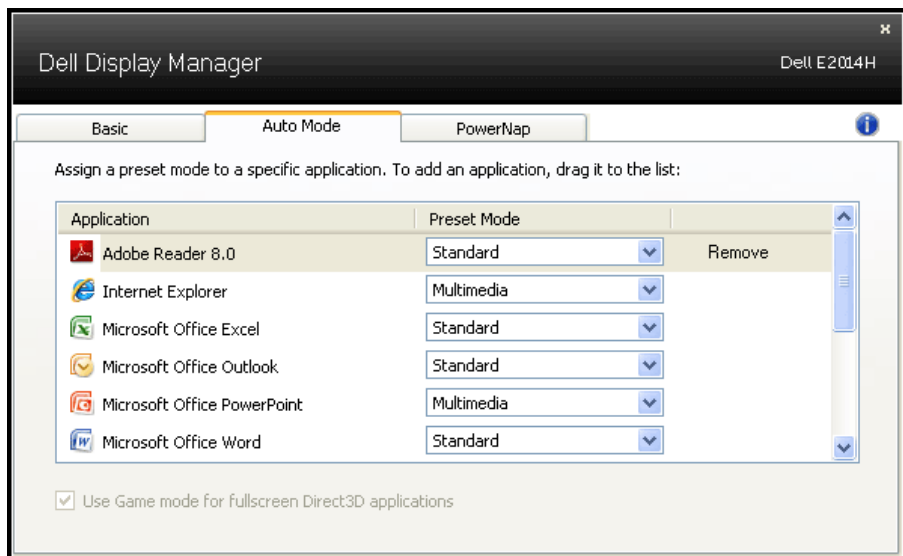 x
Dell Display Manager Dell E2014H
Basic Auto Mode PowerNap
Assign a preset mode to a specific application. To add an application, drag it to the list:
Application Preset Mode
Adobe Reader 8.0 Standard Remove
Internet Explorer Multimedia
Microsoft Office Excel Standard
Microsoft Office Outlook Standard
Microsoft Office PowerPoint Multimedia
Microsoft Office Word Standard
Use Game mode for fullscreen Direct3D applications